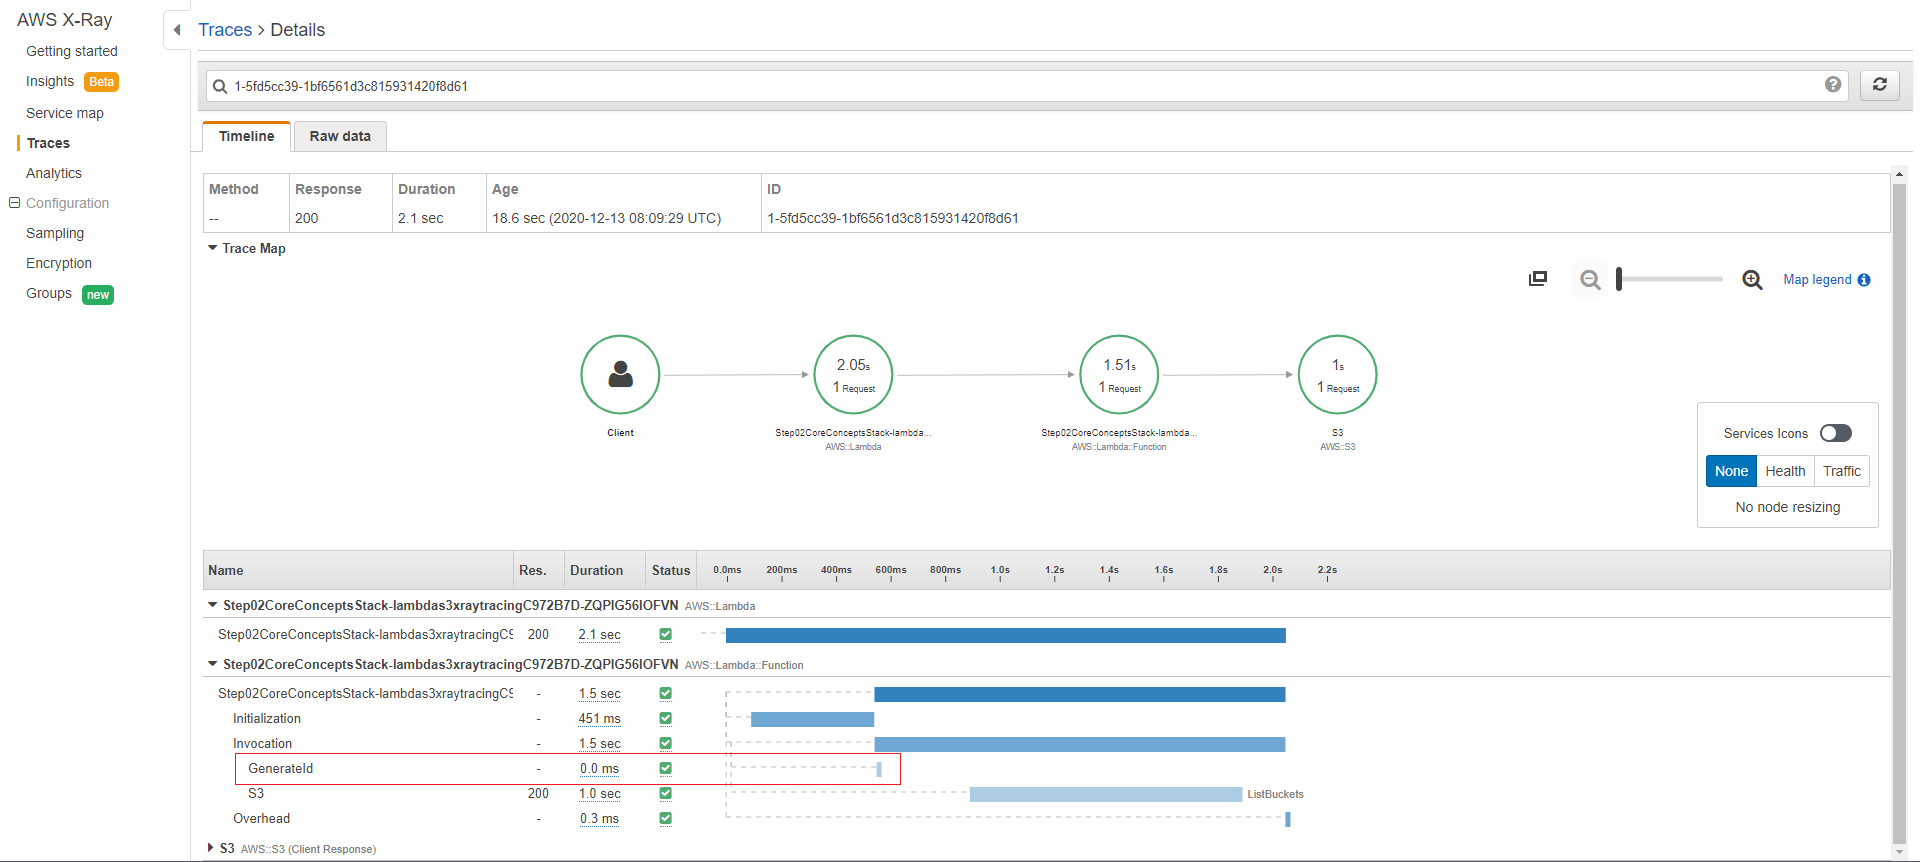 AWS X-Ray
Getting started
Insights Beta
Service map
Traces
Analytics
Configuration
Sampling
Encryption
Groups new
Traces > Details
1-5fd5cc39-1bf6561d3c815931420f8d61
Timeline Raw data
Method Response Duration Age ID
-- 200 2.1 sec 18.6 sec (2020-12-13 08:09:29 UTC) 1-5fd5cc39-1bf6561d3c815931420f8d61
Trace Map
Map legend
2.05s 1.51s 1s
1 Request 1 Request 1 Request
Client Step02CoreConceptsStack-lambda... Step02CoreConceptsStack-lambda... S3
AWS::Lambda AWS::Lambda::Function AWS::S3
Services Icons
None Health Traffic
No node resizing
Name Res. Duration Status 0.0ms 200ms 400ms 600ms 800ms 1.0s 1.2s 1.4s 1.6s 1.8s 2.0s 2.2s
Step02CoreConceptsStack-lambdas3xraytracingC972B7D-ZQPIG56IOFVN AWS::Lambda
Step02CoreConceptsStack-lambdas3xraytracingC9 200 2.1 sec
Step02CoreConceptsStack-lambdas3xraytracingC972B7D-ZQPIG56IOFVN AWS::Lambda::Function
Step02CoreConceptsStack-lambdas3xraytracingC9 - 1.5 sec
Initialization - 451 ms
Invocation - 1.5 sec
GenerateId - 0.0 ms
S3 200 1.0 sec ListBuckets
Overhead - 0.3 ms
S3 AWS::S3 (Client Response)